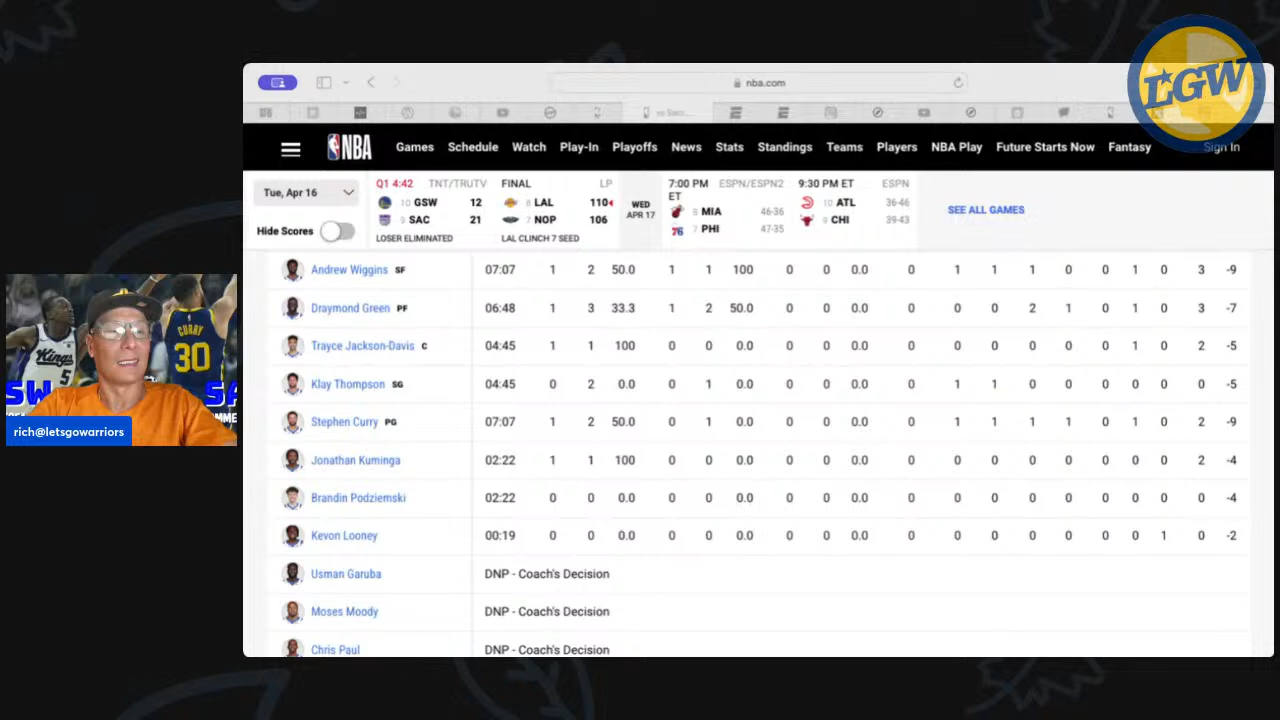 LGW
nba.com
NBA Games Schedule Watch Play-In Playoffs News Stats Standings Teams Players NBA Play Future Starts Now Fantasy Sign In
Tue, Apr 16
Hide Scores
Q1 4:42 TNT/TRUTV
10 GSW 12
9 SAC 21
LOSER ELIMINATED
FINAL LP
8 LAL 110
7 NOP 106
LAL CLINCH 7 SEED
WED
APR 17
7:00 PM ESPN/ESPN2
ET
8 MIA 46-36
7 PHI 47-35
9:30 PM ET ESPN
10 ATL 36-46
9 CHI 39-43
SEE ALL GAMES
Andrew Wiggins SF 07:07 1 2 50.0 1 1 100 0 0 0.0 0 1 1 1 0 0 1 0 3 -9
Draymond Green PF 06:48 1 3 33.3 1 2 50.0 0 0 0.0 0 0 0 2 1 0 1 0 3 -7
Trayce Jackson-Davis C 04:45 1 1 100 0 0 0.0 0 0 0.0 0 0 0 0 0 0 1 0 2 -5
Klay Thompson SG 04:45 0 2 0.0 0 1 0.0 0 0 0.0 0 1 1 0 0 0 0 0 0 -5
Stephen Curry PG 07:07 1 2 50.0 0 1 0.0 0 0 0.0 0 1 1 1 1 0 1 0 2 -9
Jonathan Kuminga 02:22 1 1 100 0 0 0.0 0 0 0.0 0 0 0 0 0 0 0 0 2 -4
Brandin Podziemski 02:22 0 0 0.0 0 0 0.0 0 0 0.0 0 0 0 0 0 0 0 0 0 -4
Kevon Looney 00:19 0 0 0.0 0 0 0.0 0 0 0.0 0 0 0 0 0 0 0 1 0 -2
Usman Garuba DNP - Coach's Decision
Moses Moody DNP - Coach's Decision
Chris Paul DNP - Coach's Decision
CURRY
30
Kings
5
rich@letsgowarriors